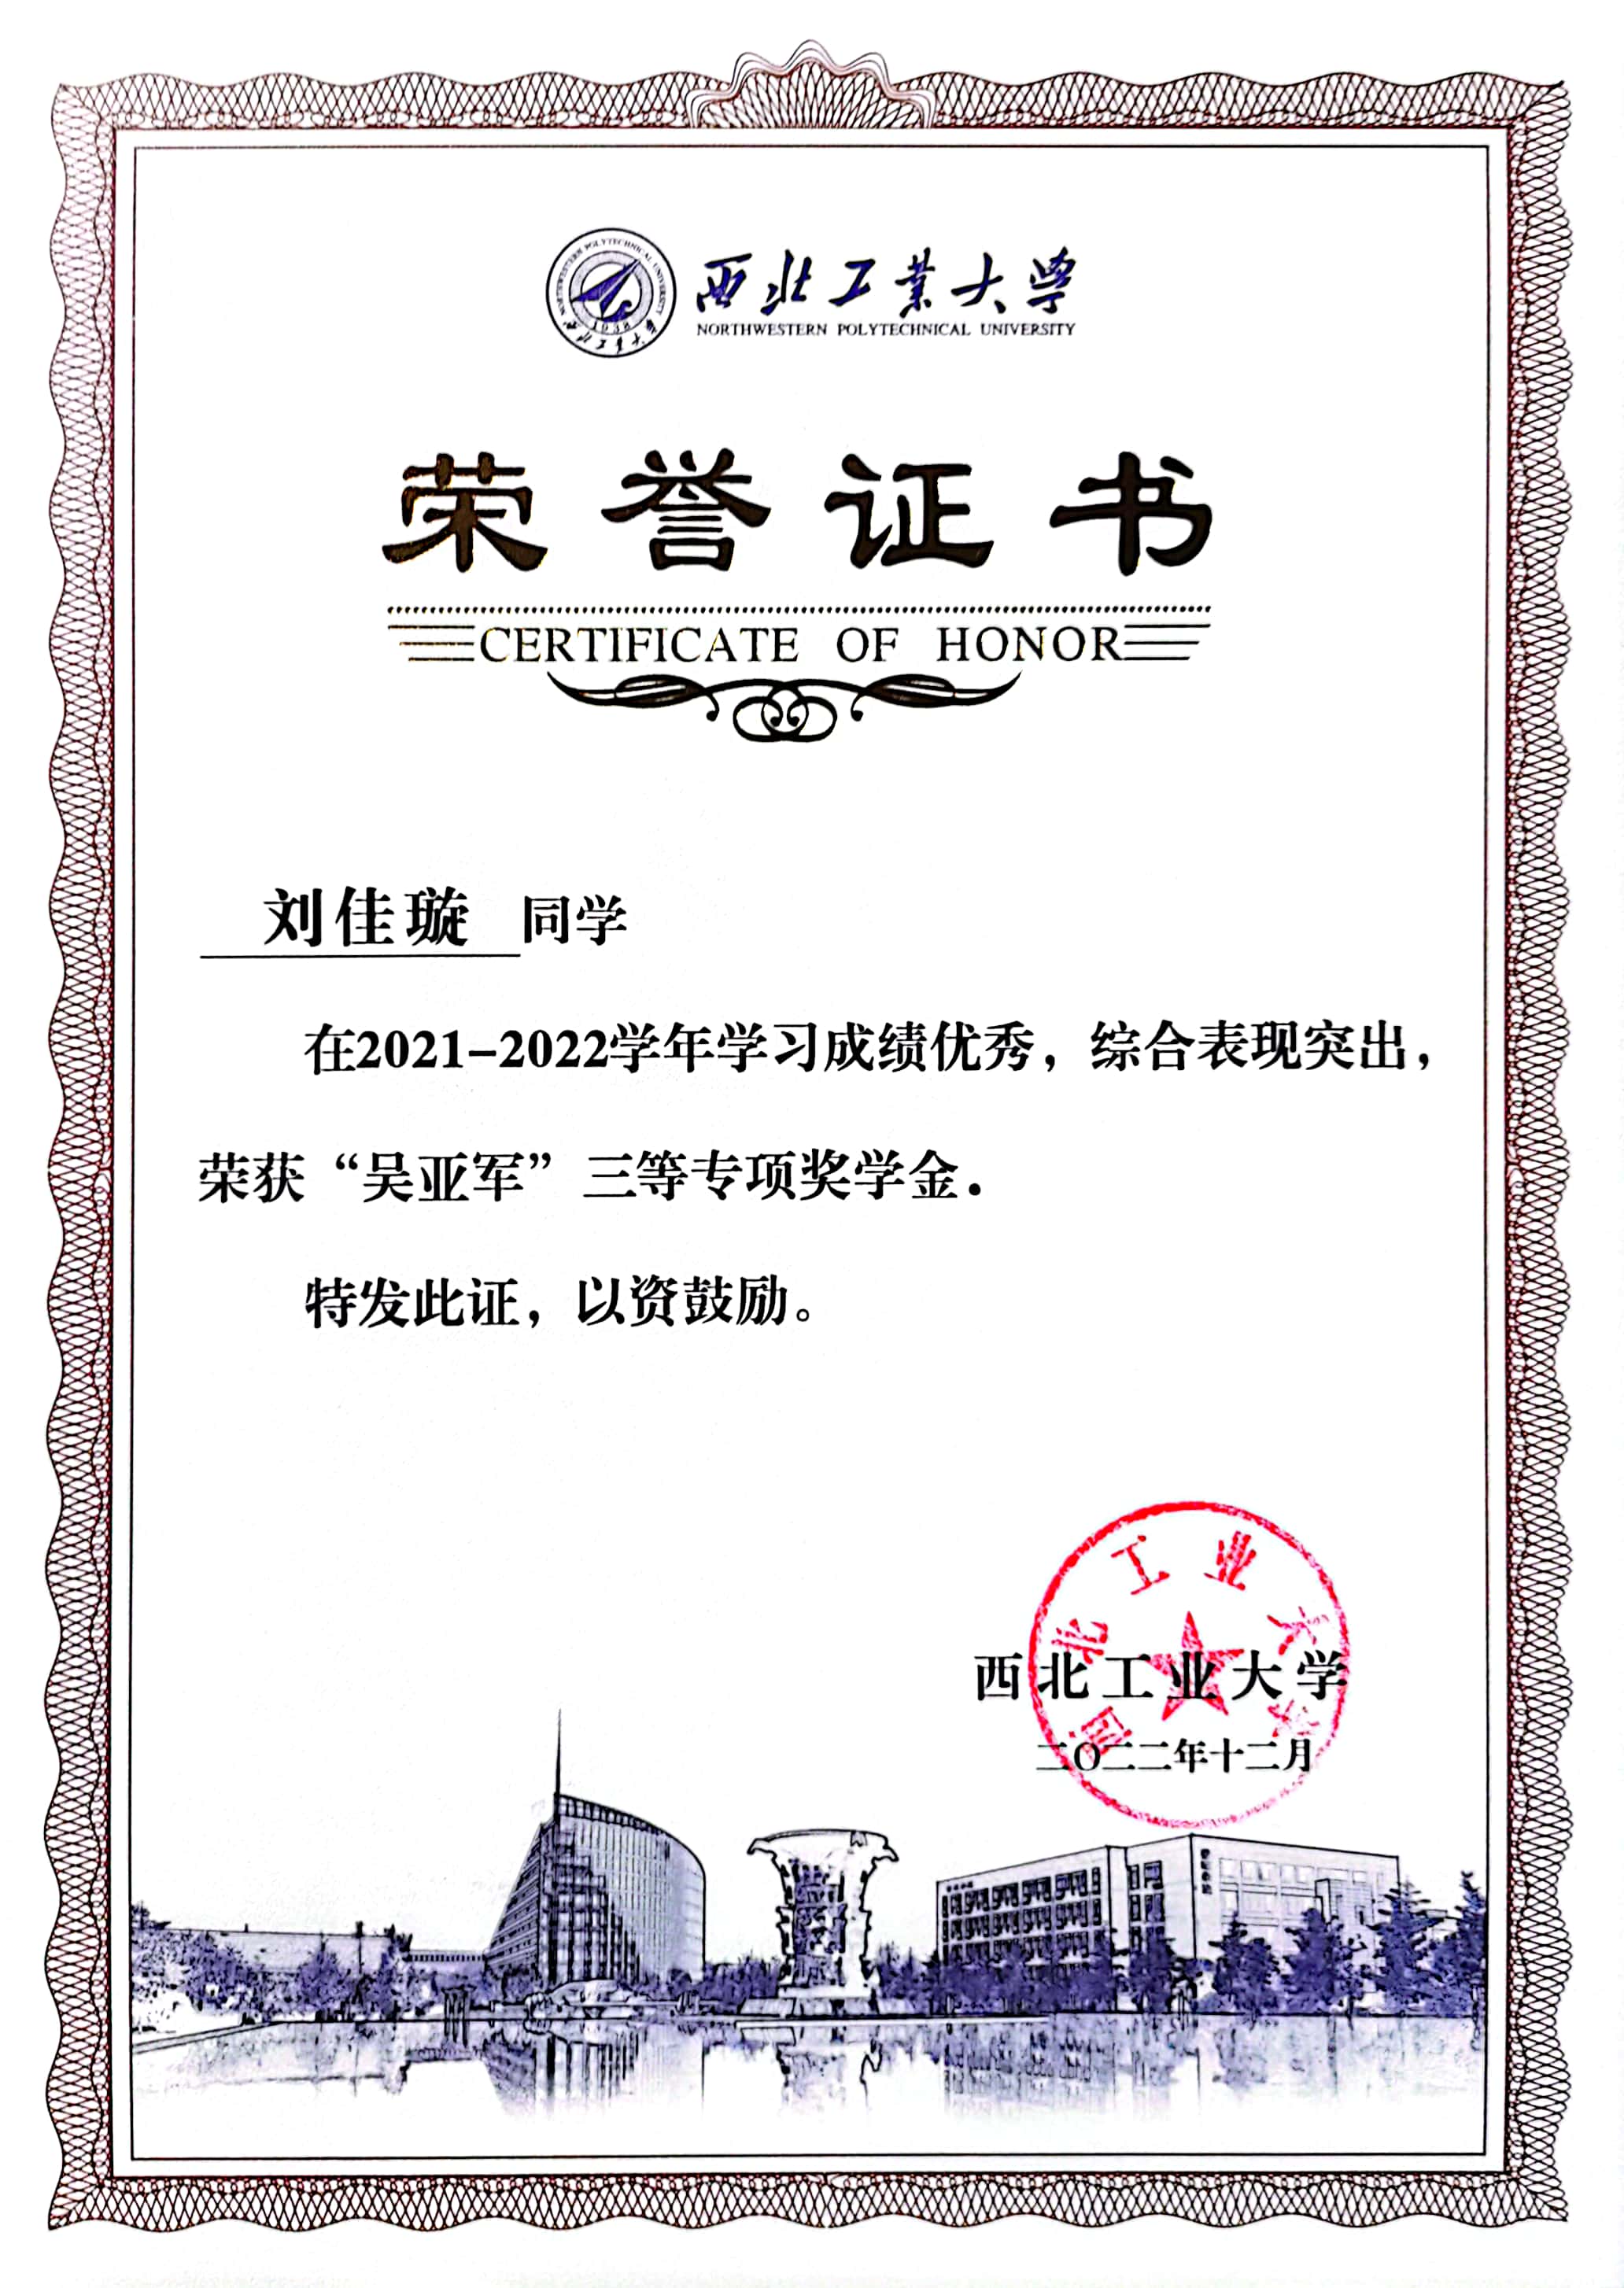 NORTHWESTERN POLYTECHNICAL UNIVERSITY
1938
西北工业大学
西北工業大学
NORTHWESTERN POLYTECHNICAL UNIVERSITY
荣誉证书
CERTIFICATE OF HONOR
刘佳璇 同学
在2021-2022学年学习成绩优秀，综合表现突出，
荣获“吴亚军”三等专项奖学金.
特发此证，以资鼓励。
西北工业大学
西北工业大学
二〇二二年十二月